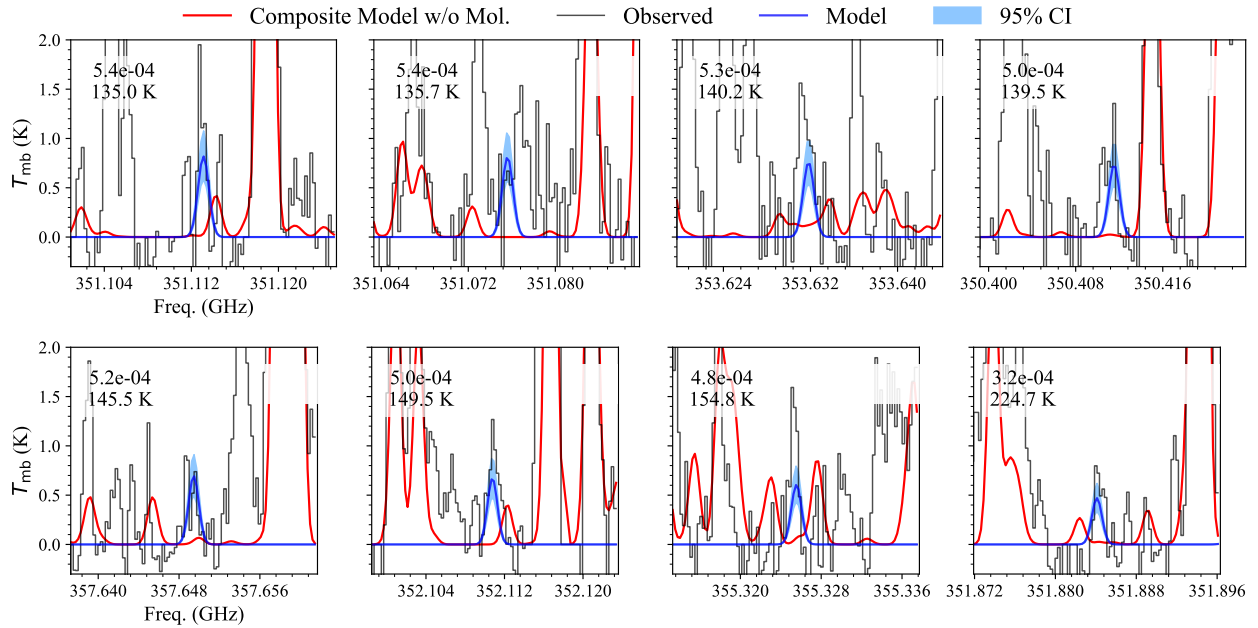 Composite Model w/o Mol. Observed Model 95% CI
2.0
1.5
1.0
0.5
0.0
T_mb (K)
5.4e-04
135.0 K
351.104 351.112 351.120
Freq. (GHz)
5.4e-04
135.7 K
351.064 351.072 351.080
5.3e-04
140.2 K
353.624 353.632 353.640
5.0e-04
139.5 K
350.400 350.408 350.416
2.0
1.5
1.0
0.5
0.0
T_mb (K)
5.2e-04
145.5 K
357.640 357.648 357.656
Freq. (GHz)
5.0e-04
149.5 K
352.104 352.112 352.120
4.8e-04
154.8 K
355.320 355.328 355.336
3.2e-04
224.7 K
351.872 351.880 351.888 351.896